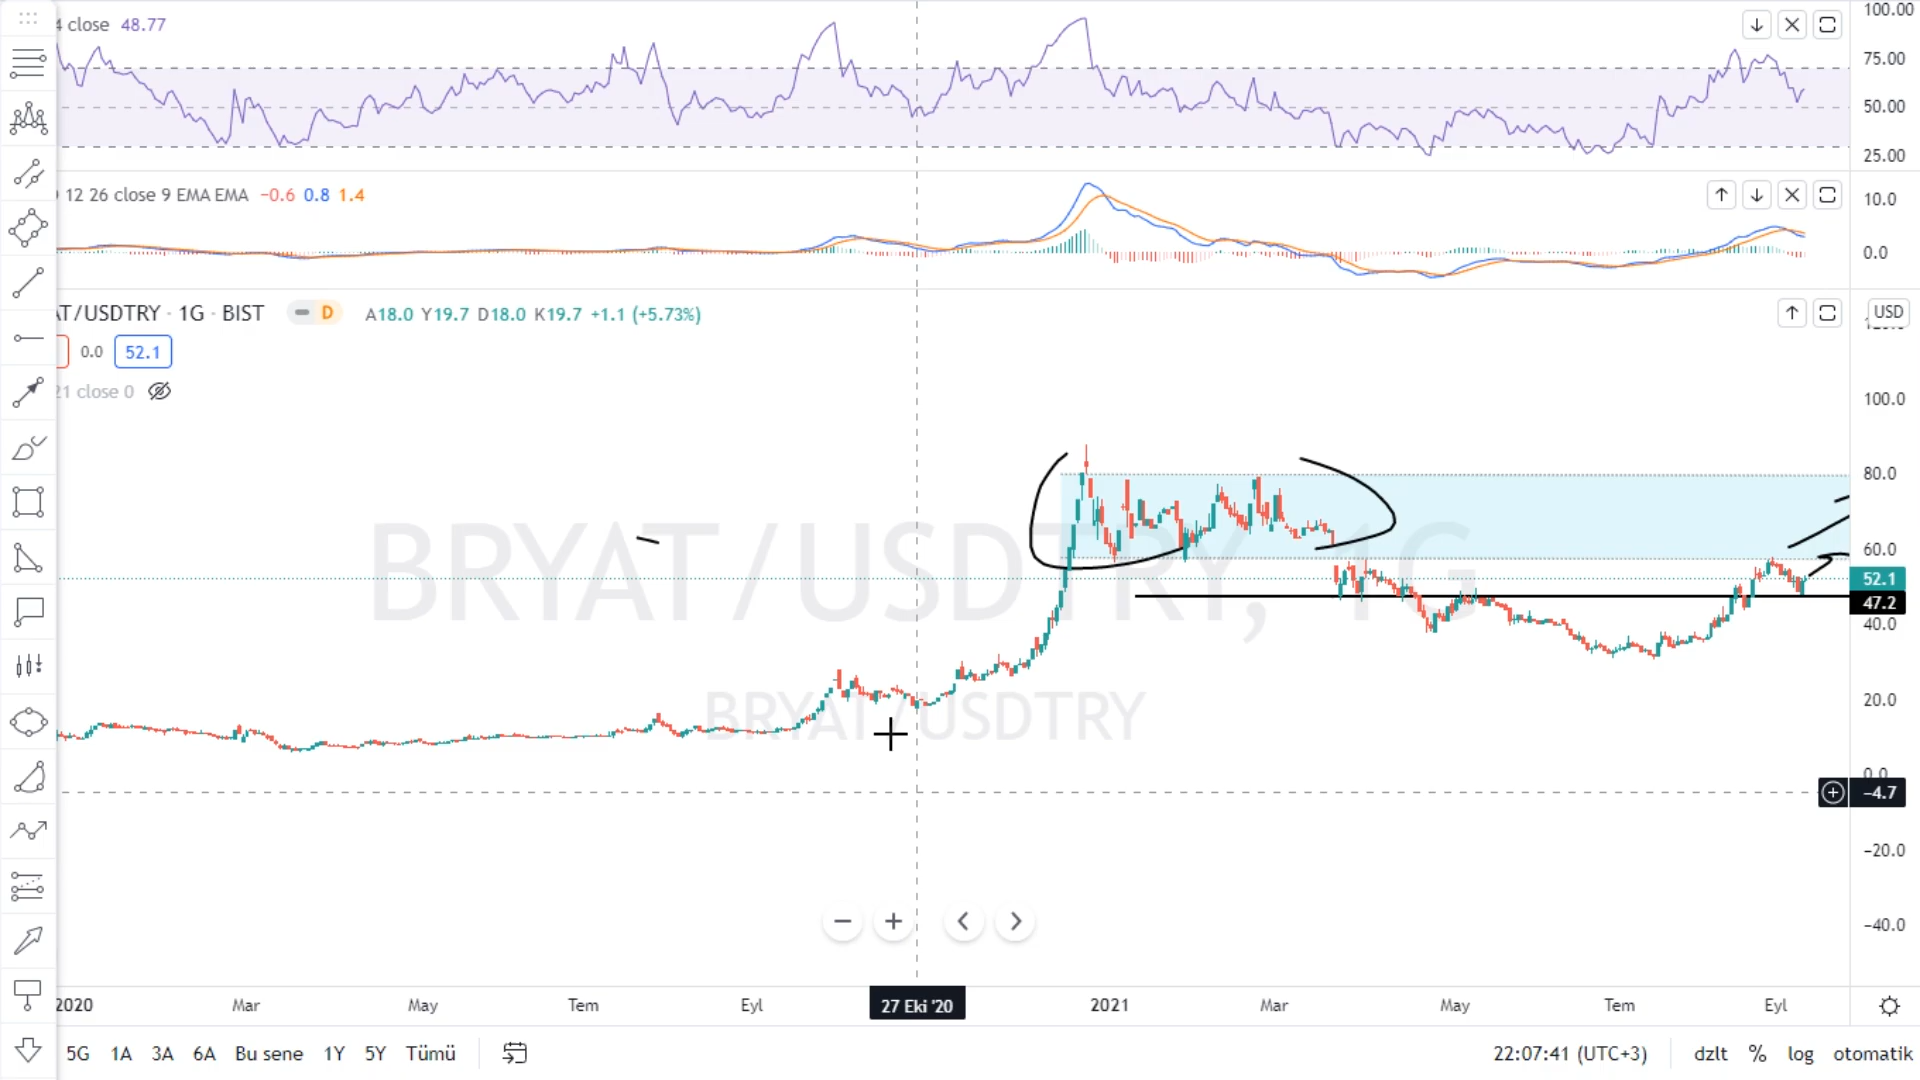 4 close 48.77
100.00
75.00
50.00
25.00
12 26 close 9 EMA EMA −0.6 0.8 1.4
10.0
0.0
AT/USDTRY · 1G · BIST D A18.0 Y19.7 D18.0 K19.7 +1.1 (+5.73%)
USD
0.0 52.1
21 close 0
100.0
80.0
60.0
52.1
47.2
40.0
20.0
0.0
−4.7
−20.0
−40.0
BRYAT/USDTRY, 1G
BRYAT/USDTRY
2020 Mar May Tem Eyl 27 Eki '20 2021 Mar May Tem Eyl
5G 1A 3A 6A Bu sene 1Y 5Y Tümü 22:07:41 (UTC+3) dzlt % log otomatik